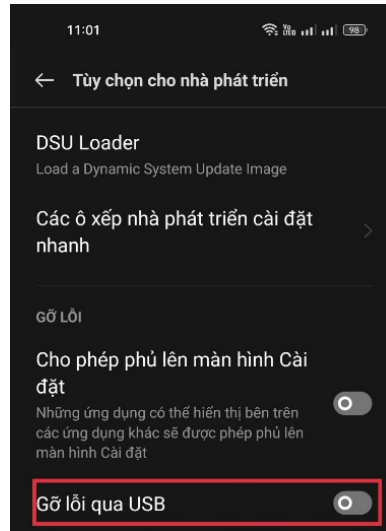 11:01
98
Tùy chọn cho nhà phát triển
DSU Loader
Load a Dynamic System Update Image
Các ô xếp nhà phát triển cài đặt
nhanh
GỠ LỖI
Cho phép phủ lên màn hình Cài
đặt
Những ứng dụng có thể hiển thị bên trên
các ứng dụng khác sẽ được phép phủ lên
màn hình Cài đặt
Gỡ lỗi qua USB